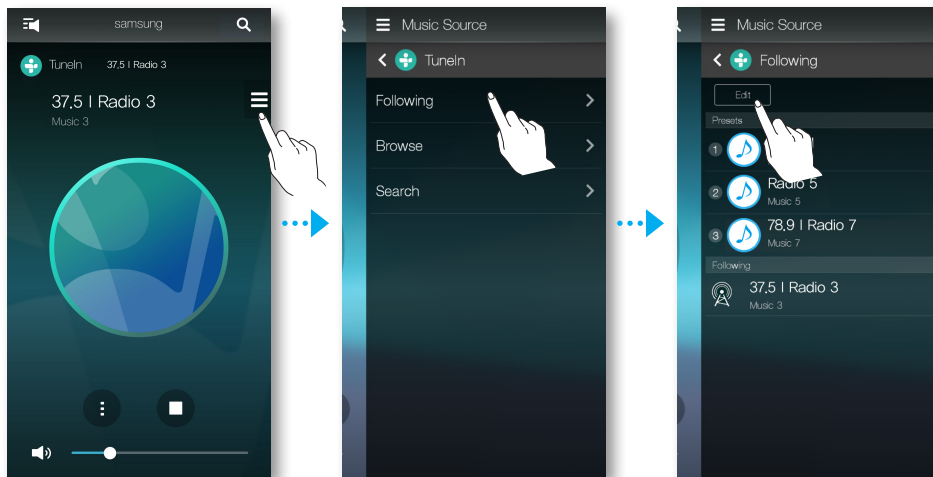 samsung
TuneIn 37.5 | Radio 3
37.5 | Radio 3
Music 3
Music Source
TuneIn
Following
Browse
Search
Music Source
Following
Edit
Presets
1
2
Radio 5
Music 5
3
78.9 | Radio 7
Music 7
Following
37.5 | Radio 3
Music 3